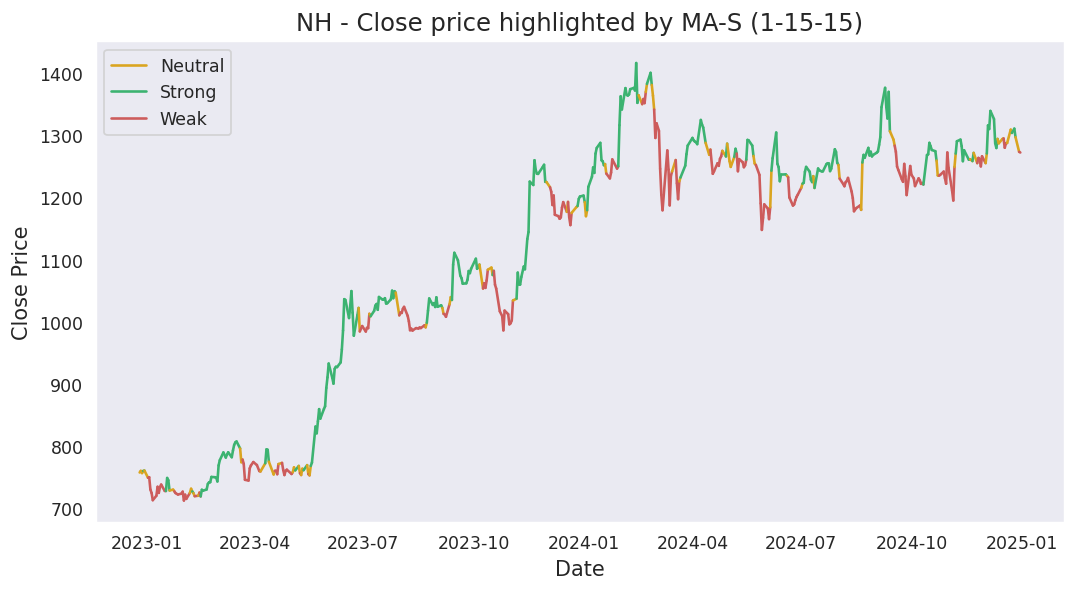 NH - Close price highlighted by MA-S (1-15-15)
Neutral
Strong
Weak
Close Price
1400
1300
1200
1100
1000
900
800
700
2023-01 2023-04 2023-07 2023-10 2024-01 2024-04 2024-07 2024-10 2025-01
Date